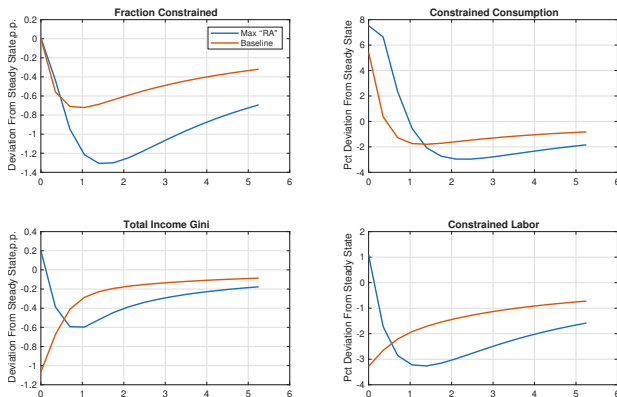 Fraction Constrained
Deviation From Steady State,p.p.
0.2
0
-0.2
-0.4
-0.6
-0.8
-1
-1.2
-1.4
0 1 2 3 4 5 6
Max “RA”
Baseline
Constrained Consumption
Pct Deviation From Steady State
8
6
4
2
0
-2
-4
0 1 2 3 4 5 6
Total Income Gini
Deviation From Steady State,p.p.
0.4
0.2
0
-0.2
-0.4
-0.6
-0.8
-1
-1.2
0 1 2 3 4 5 6
Constrained Labor
Pct Deviation From Steady State
2
1
0
-1
-2
-3
-4
0 1 2 3 4 5 6